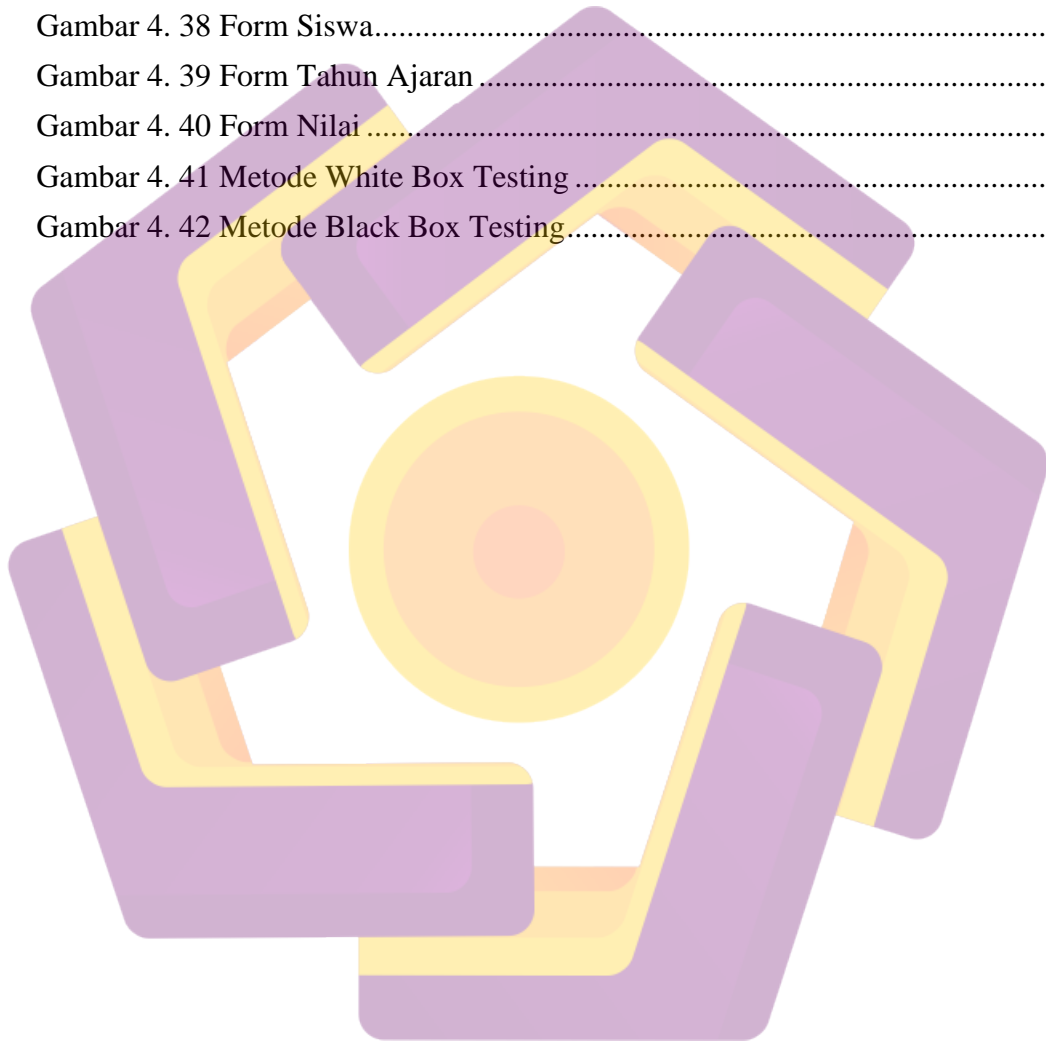 Gambar 4. 38 Form Siswa....................................................................................
Gambar 4. 39 Form Tahun Ajaran .......................................................................
Gambar 4. 40 Form Nilai .....................................................................................
Gambar 4. 41 Metode White Box Testing ...........................................................
Gambar 4. 42 Metode Black Box Testing............................................................